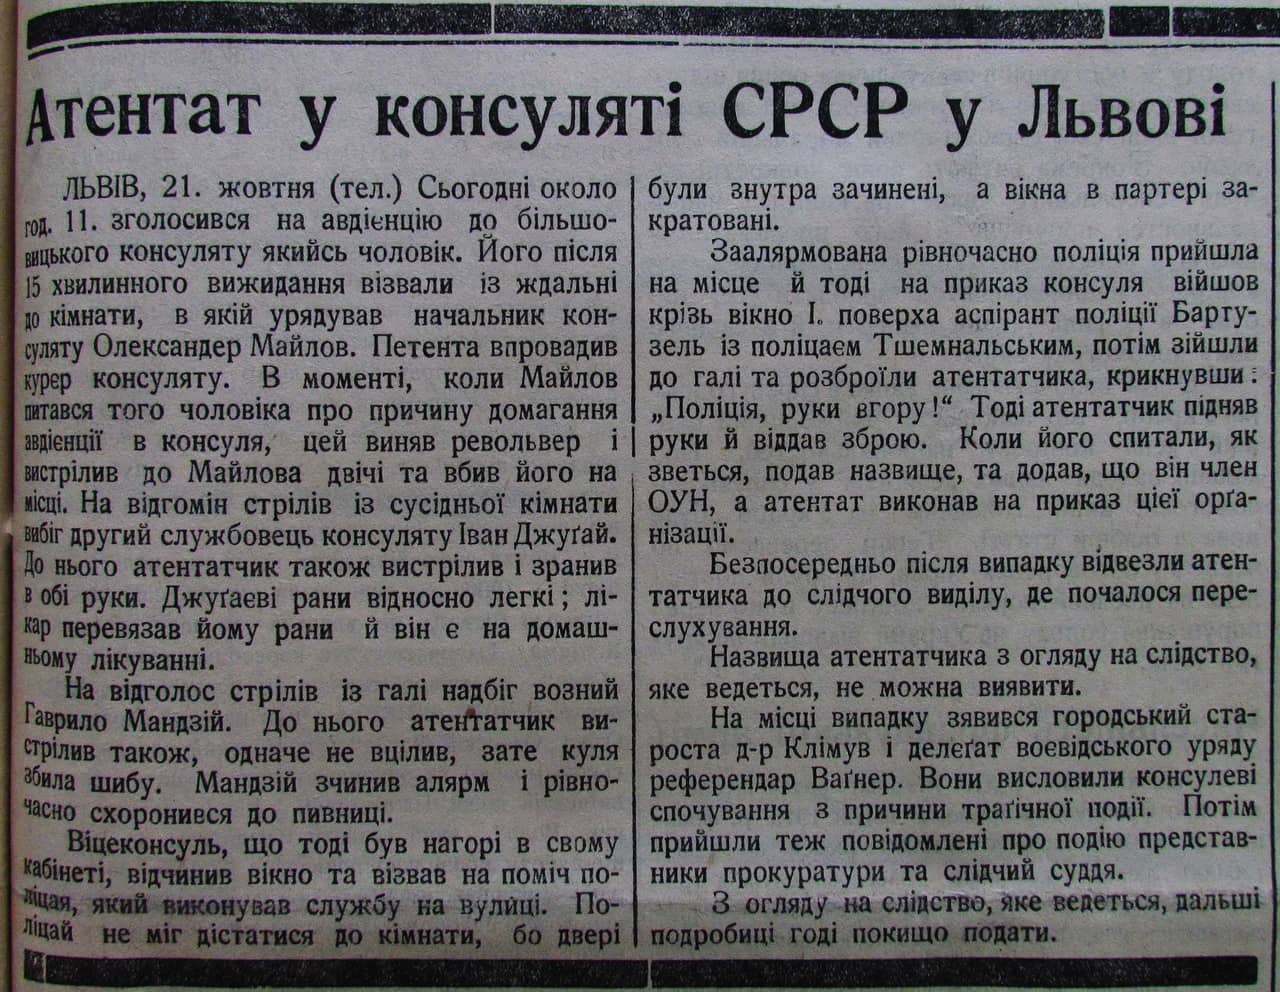 Атентат у консуляті СРСР у Львові
ЛЬВІВ, 21. жовтня (тел.) Сьогодні около
год. 11. зголосився на авдієнцію до більшо-
вицького консуляту якийсь чоловік. Його після
15 хвилинного вижидання візвали із ждальні
до кімнати, в якій урядував начальник кон-
суляту Олександер Майлов. Петента впровадив
курєр консуляту. В моменті, коли Майлов
питався того чоловіка про причину домагання
авдієнції в консуля, цей виняв револьвер і
вистрілив до Майлова двічі та вбив його на
місці. На відгомін стрілів із сусідньої кімнати
вибіг другий службовець консуляту Іван Джуґай.
До нього атентатчик також вистрілив і зранив
в обі руки. Джуґаєві рани відносно легкі; лі-
кар перевязав йому рани й він є на домаш-
ньому лікуванні.
На відголос стрілів із галі надбіг возний
Гаврило Мандзій. До нього атентатчик ви-
стрілив також, одначе не вцілив, зате куля
збила шибу. Мандзій зчинив алярм і рівно-
часно схоронився до пивниці.
Віцеконсуль, що тоді був нагорі в свому
кабінеті, відчинив вікно та візвав на поміч по-
ліцая, який виконував службу на вулиці. По-
ліцай не міг дістатися до кімнати, бо двері
були знутра зачинені, а вікна в партері за-
кратовані.
Заалярмована рівночасно поліція прийшла
на місце й тоді на приказ консуля війшов
крізь вікно І. поверха аспірант поліції Барту-
зель із поліцаєм Тшемнальським, потім зійшли
до галі та розброїли атентатчика, крикнувши:
„Поліція, руки вгору!“ Тоді атентатчик підняв
руки й віддав зброю. Коли його спитали, як
зветься, подав назвище, та додав, що він член
ОУН, а атентат виконав на приказ цієї орґа-
нізації.
Безпосередньо після випадку відвезли атен-
татчика до слідчого виділу, де почалося пере-
слухування.
Назвища атентатчика з огляду на слідство,
яке ведеться, не можна виявити.
На місці випадку зявився городський ста-
роста д-р Клімув і делеґат воєвідського уряду
референдар Ваґнер. Вони висловили консулеві
спочування з причини траґічної події. Потім
прийшли теж повідомлені про подію представ-
ники прокуратури та слідчий суддя.
З огляду на слідство, яке ведеться, дальші
подробиці годі покищо подати.